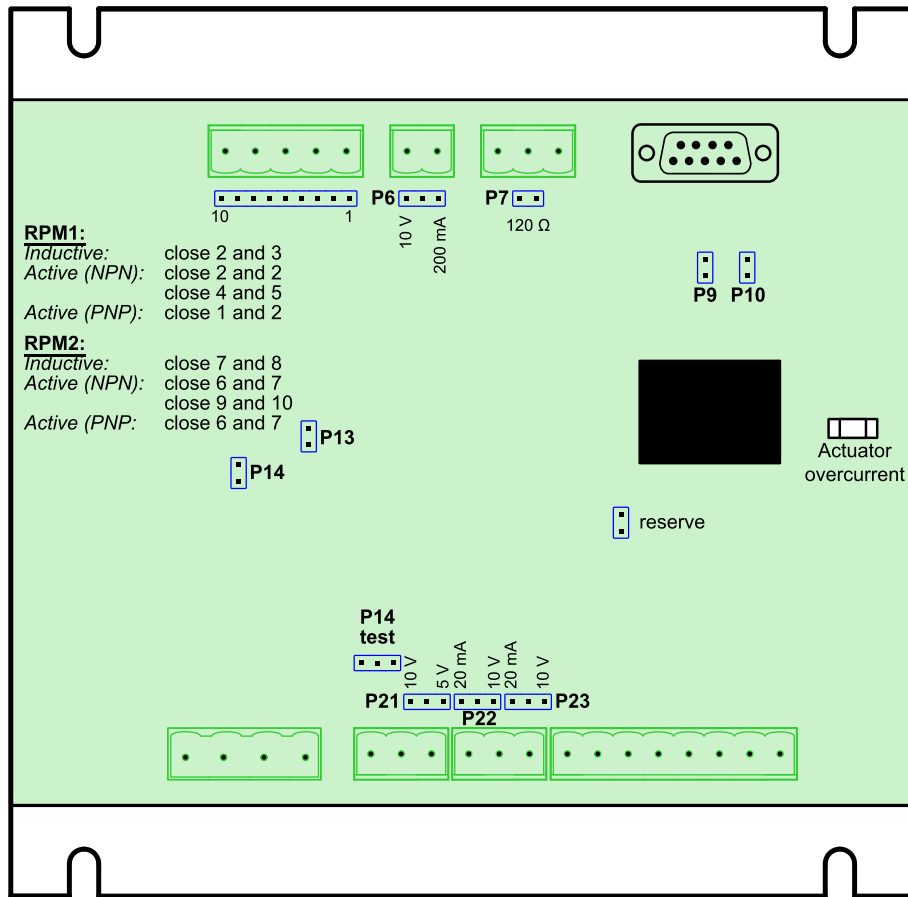 10
1
P6
10 V
200 mA
P7
120 Ω
RPM1:
Inductive: close 2 and 3
Active (NPN): close 2 and 2
close 4 and 5
Active (PNP): close 1 and 2
P9
P10
RPM2:
Inductive: close 7 and 8
Active (NPN): close 6 and 7
close 9 and 10
Active (PNP: close 6 and 7
P13
P14
Actuator
overcurrent
reserve
P14
test
10 V
5 V
20 mA
10 V
20 mA
10 V
P21
P22
P23